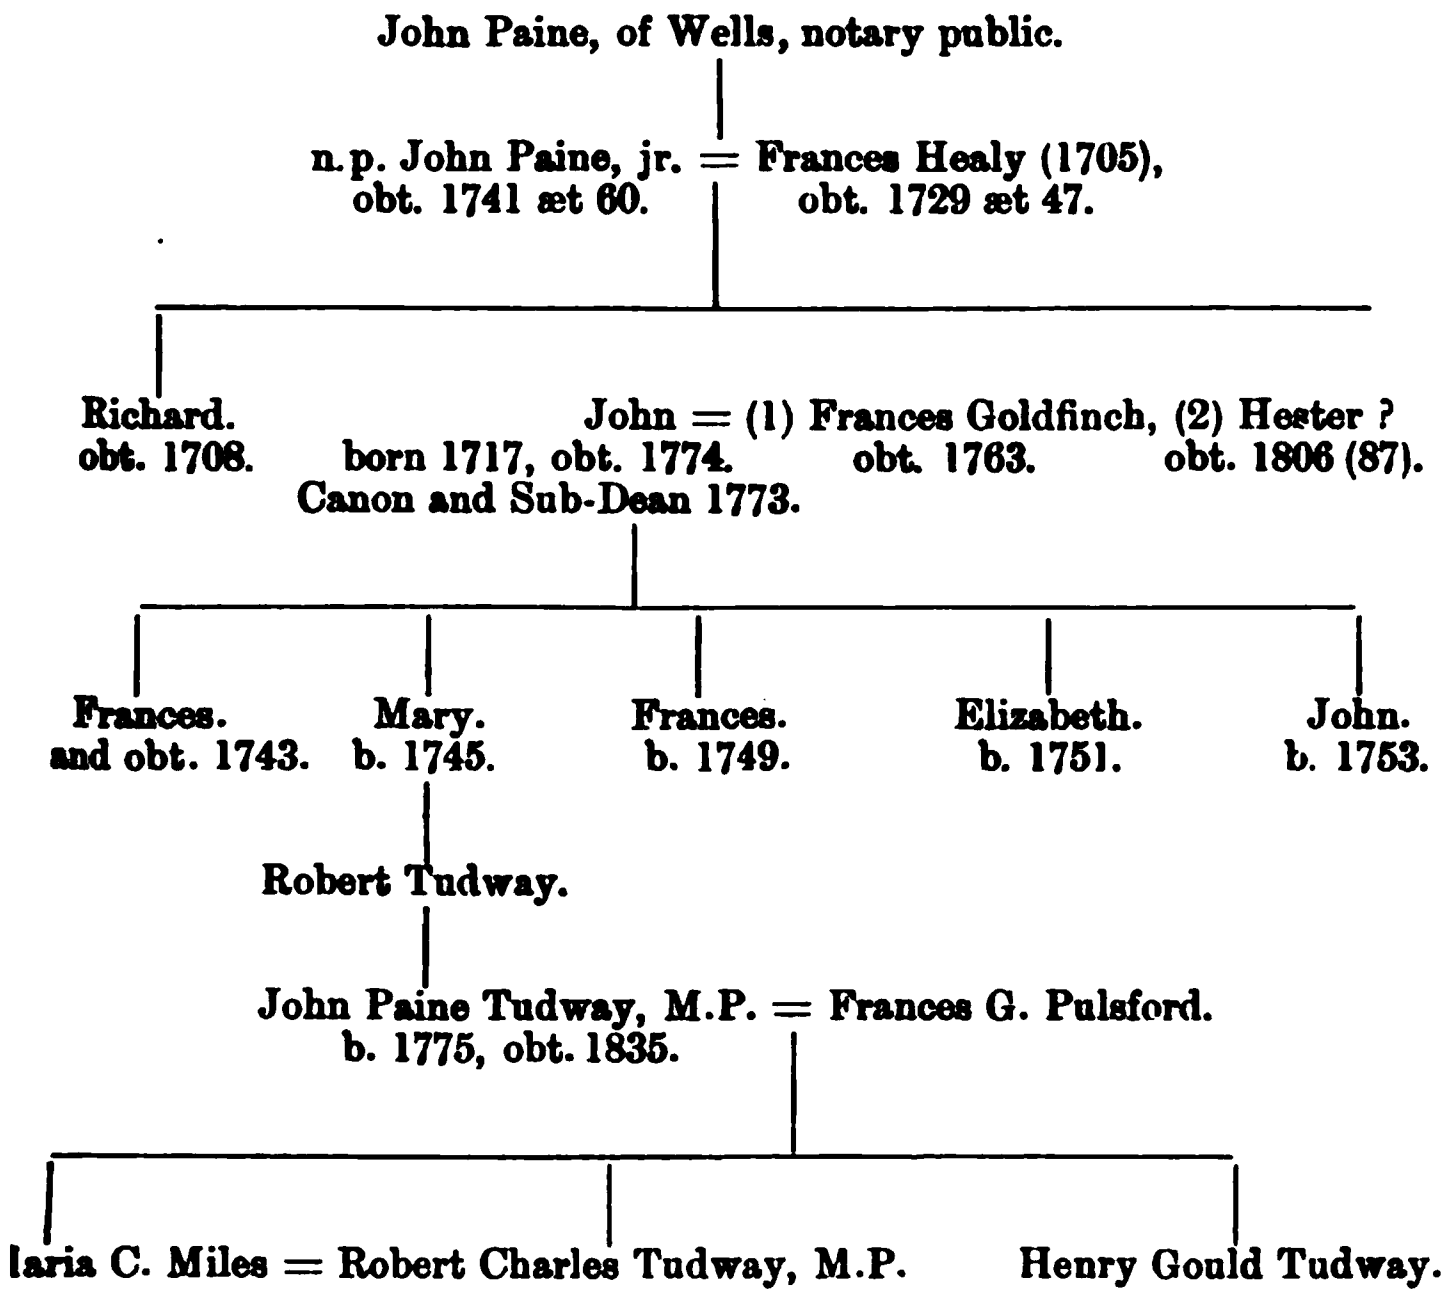 John Paine, of Wells, notary public.
n.p. John Paine, jr. = Frances Healy (1705),
obt. 1741 æt 60. obt. 1729 æt 47.
Richard. John = (1) Frances Goldfinch, (2) Hester ?
obt. 1708. born 1717, obt. 1774. obt. 1763. obt. 1806 (87).
Canon and Sub-Dean 1773.
Frances. Mary. Frances. Elizabeth. John.
and obt. 1743. b. 1745. b. 1749. b. 1751. b. 1753.
Robert Tudway.
John Paine Tudway, M.P. = Frances G. Pulsford.
b. 1775, obt. 1835.
laria C. Miles = Robert Charles Tudway, M.P. Henry Gould Tudway.